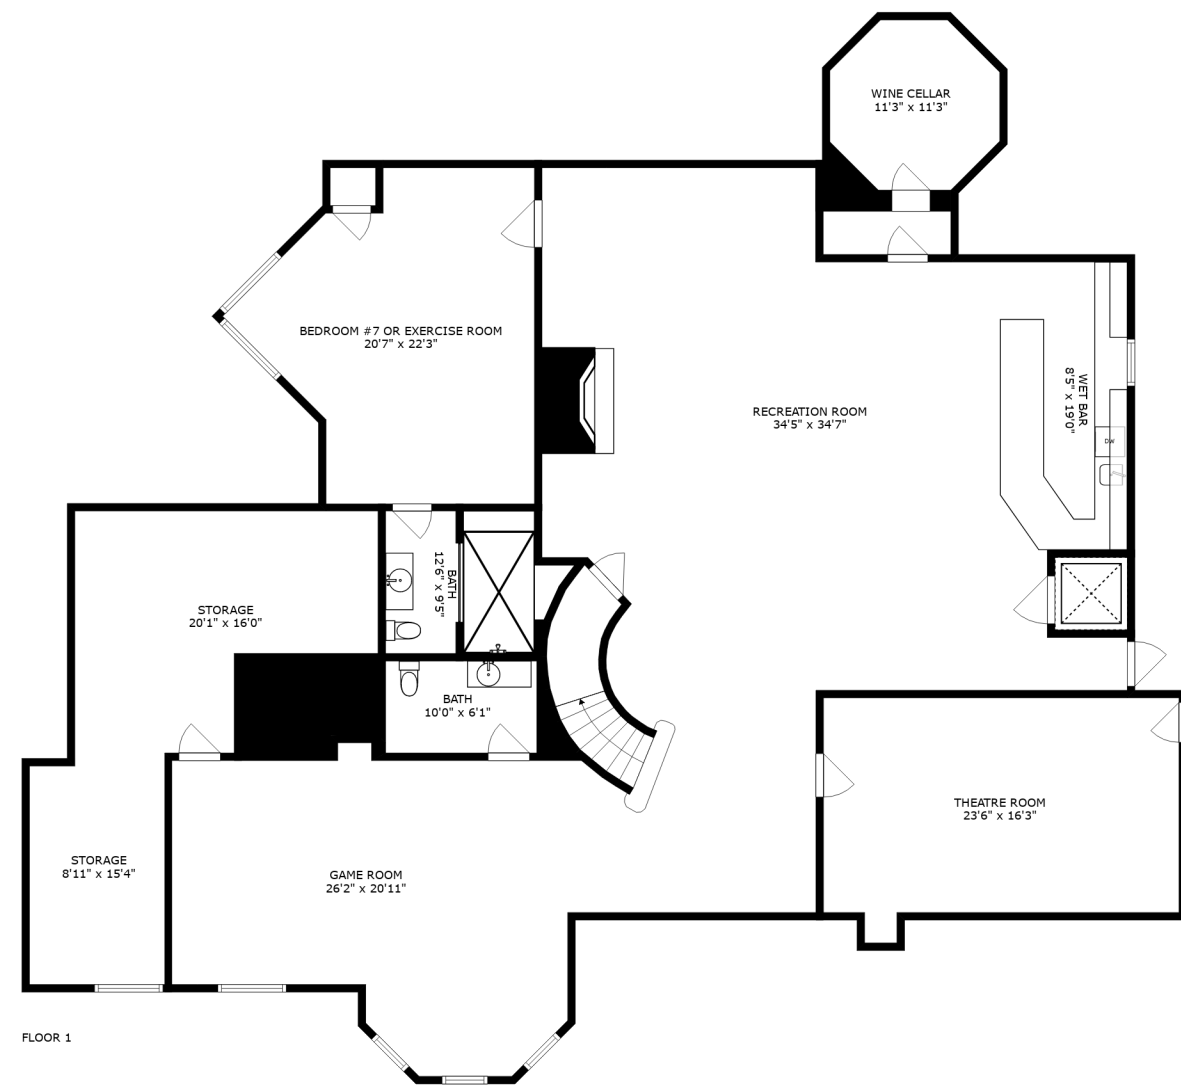 WINE CELLAR
11'3" x 11'3"
BEDROOM #7 OR EXERCISE ROOM
20'7" x 22'3"
RECREATION ROOM
34'5" x 34'7"
WET BAR
8'5" x 19'0"
DW
BATH
12'6" x 9'5"
STORAGE
20'1" x 16'0"
BATH
10'0" x 6'1"
THEATRE ROOM
23'6" x 16'3"
STORAGE
8'11" x 15'4"
GAME ROOM
26'2" x 20'11"
FLOOR 1